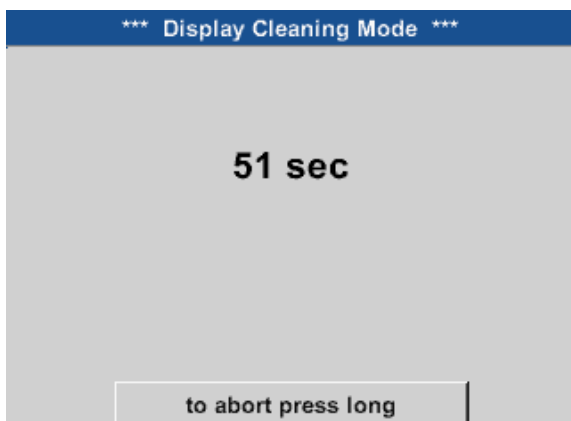 *** Display Cleaning Mode ***
51 sec
to abort press long